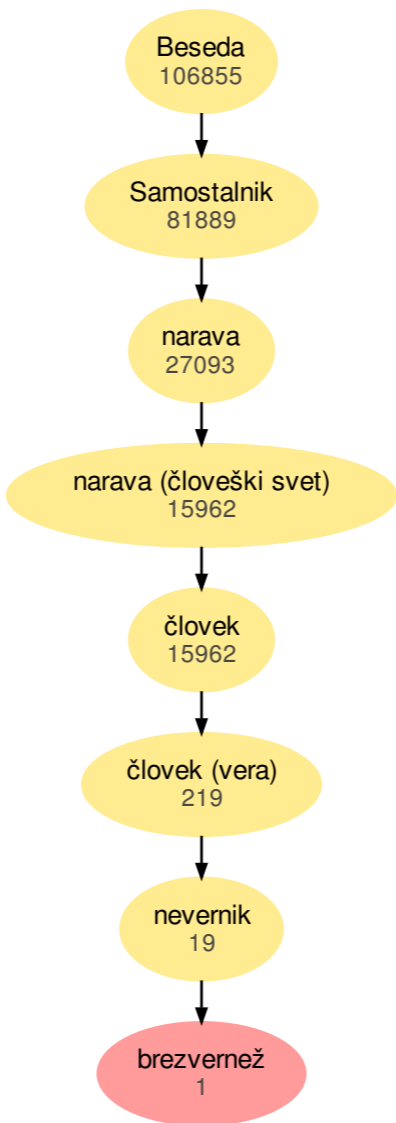 Beseda
106855
Samostalnik
81889
narava
27093
narava (človeški svet)
15962
človek
15962
človek (vera)
219
nevernik
19
brezvernež
1